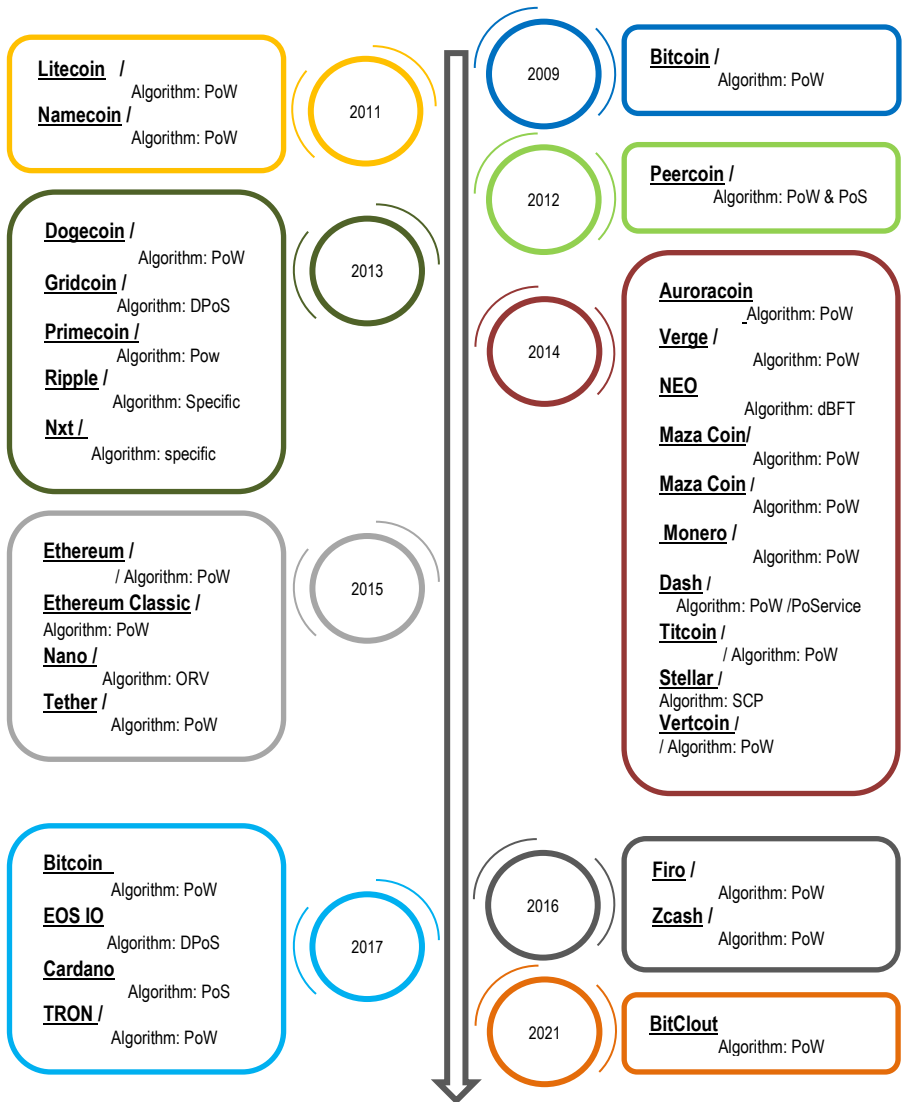 2009
Bitcoin /
Algorithm: PoW
Litecoin /
Algorithm: PoW
Namecoin /
Algorithm: PoW
2011
2012
Peercoin /
Algorithm: PoW & PoS
Dogecoin /
Algorithm: PoW
Gridcoin /
Algorithm: DPoS
Primecoin /
Algorithm: Pow
Ripple /
Algorithm: Specific
Nxt /
Algorithm: specific
2013
2014
Auroracoin
Algorithm: PoW
Verge /
Algorithm: PoW
NEO
Algorithm: dBFT
Maza Coin/
Algorithm: PoW
Maza Coin /
Algorithm: PoW
Monero /
Algorithm: PoW
Dash /
Algorithm: PoW /PoService
Titcoin /
/ Algorithm: PoW
Stellar /
Algorithm: SCP
Vertcoin /
/ Algorithm: PoW
Ethereum /
/ Algorithm: PoW
Ethereum Classic /
Algorithm: PoW
Nano /
Algorithm: ORV
Tether /
Algorithm: PoW
2015
2016
Firo /
Algorithm: PoW
Zcash /
Algorithm: PoW
Bitcoin
Algorithm: PoW
EOS IO
Algorithm: DPoS
Cardano
Algorithm: PoS
TRON /
Algorithm: PoW
2017
2021
BitClout
Algorithm: PoW